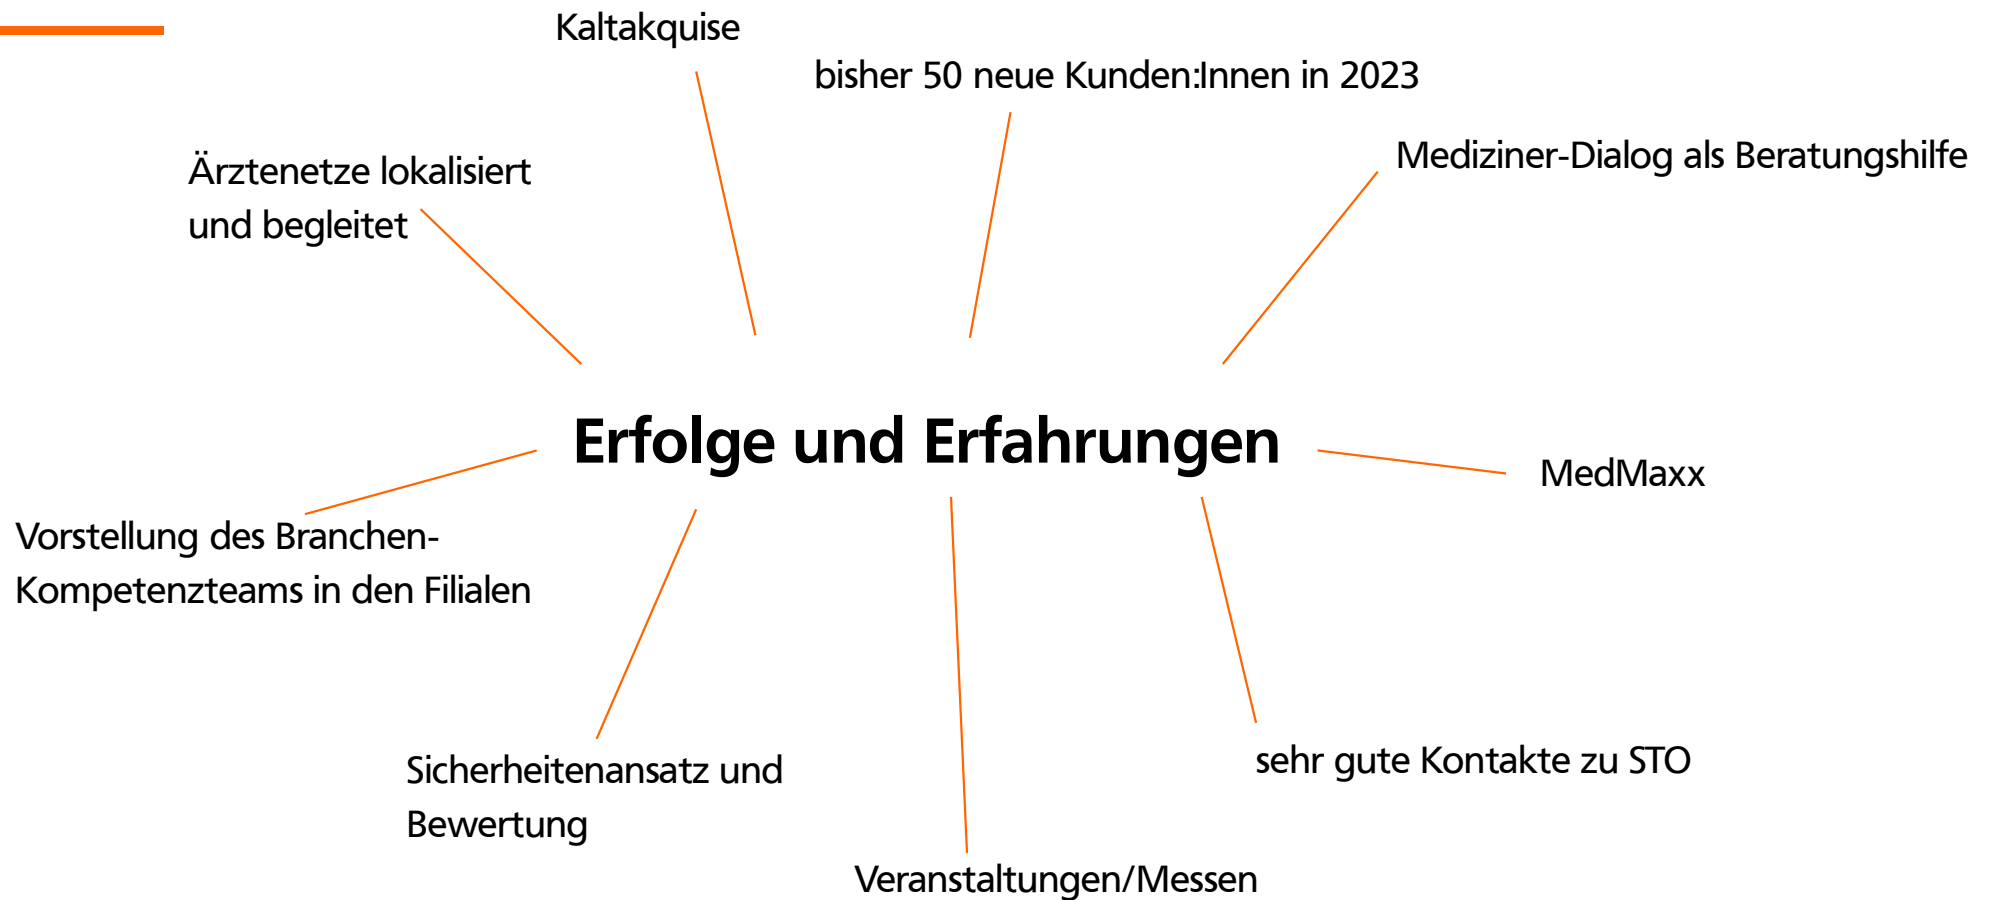 Kaltakquise
bisher 50 neue Kunden:Innen in 2023
Mediziner-Dialog als Beratungshilfe
Ärztenetze lokalisiert
und begleitet
Erfolge und Erfahrungen
MedMaxx
Vorstellung des Branchen-
Kompetenzteams in den Filialen
Sicherheitenansatz und
Bewertung
sehr gute Kontakte zu STO
Veranstaltungen/Messen